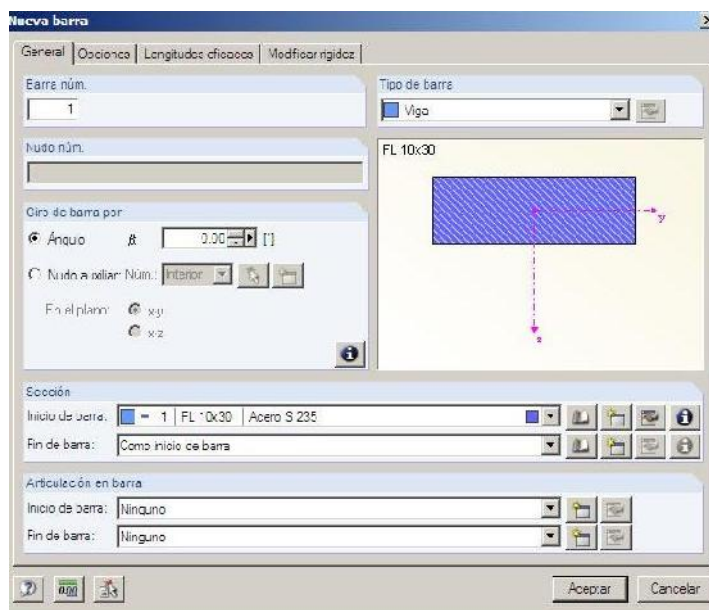 Nueva barra
General Opciones Longitudes eficaces Modificar rigidez
Barra núm.
1
Tipo de barra
Viga
Nudo núm.
FL 10x30
y
z
Giro de barra por
Ángulo β: 0.00 [°]
Nudo auxiliar: Núm.: Interior
En el plano: x-y
x-z
Sección
Inicio de barra: 1 FL 10x30 Acero S 235
Fin de barra: Como inicio de barra
Articulación en barra
Inicio de barra: Ninguno
Fin de barra: Ninguno
0.00
Aceptar Cancelar